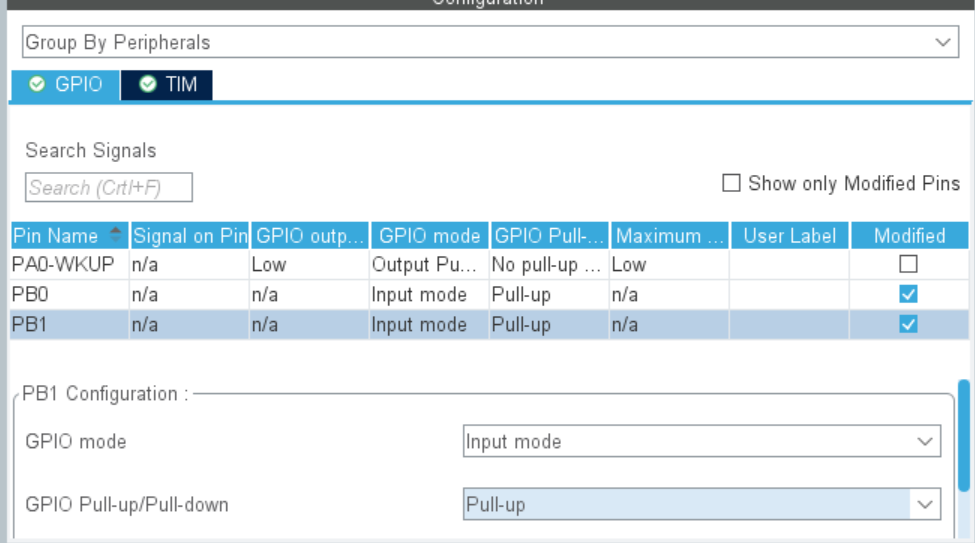 Configuration
Group By Peripherals
GPIO TIM
Search Signals
Search (Crtl+F)
Show only Modified Pins
Pin Name Signal on Pin GPIO outp... GPIO mode GPIO Pull-... Maximum ... User Label Modified
PA0-WKUP n/a Low Output Pu... No pull-up ... Low
PB0 n/a n/a Input mode Pull-up n/a
PB1 n/a n/a Input mode Pull-up n/a
PB1 Configuration :
GPIO mode Input mode
GPIO Pull-up/Pull-down Pull-up